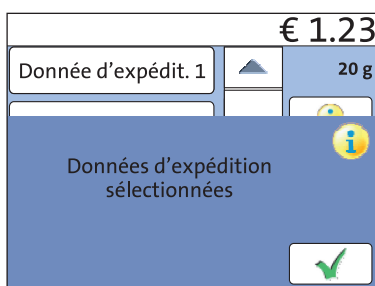 € 1.23
Donnée d'expédit. 1
20 g
Données d'expédition
sélectionnées